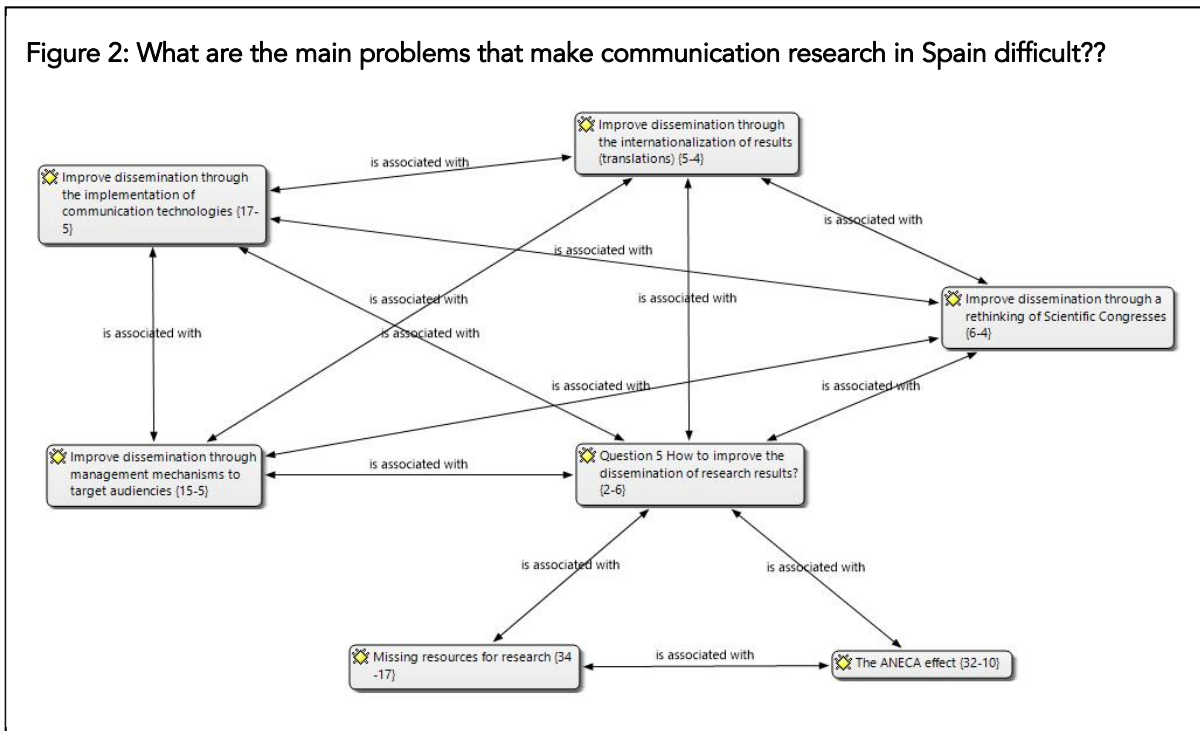 Figure 2: What are the main problems that make communication research in Spain difficult??
Improve dissemination through
the internationalization of results
(translations) {5-4}
is associated with
Improve dissemination through
the implementation of
communication technologies {17-
5}
is associated with
is associated with
is associated with
is associated with
Improve dissemination through a
rethinking of Scientific Congresses
{6-4}
is associated with
is associated with
is associated with
is associated with
Improve dissemination through
management mechanisms to
target audiences {15-5}
is associated with
Question 5 How to improve the
dissemination of research results?
{2-6}
is associated with
is associated with
Missing resources for research {34
-17}
is associated with
The ANECA effect {32-10}